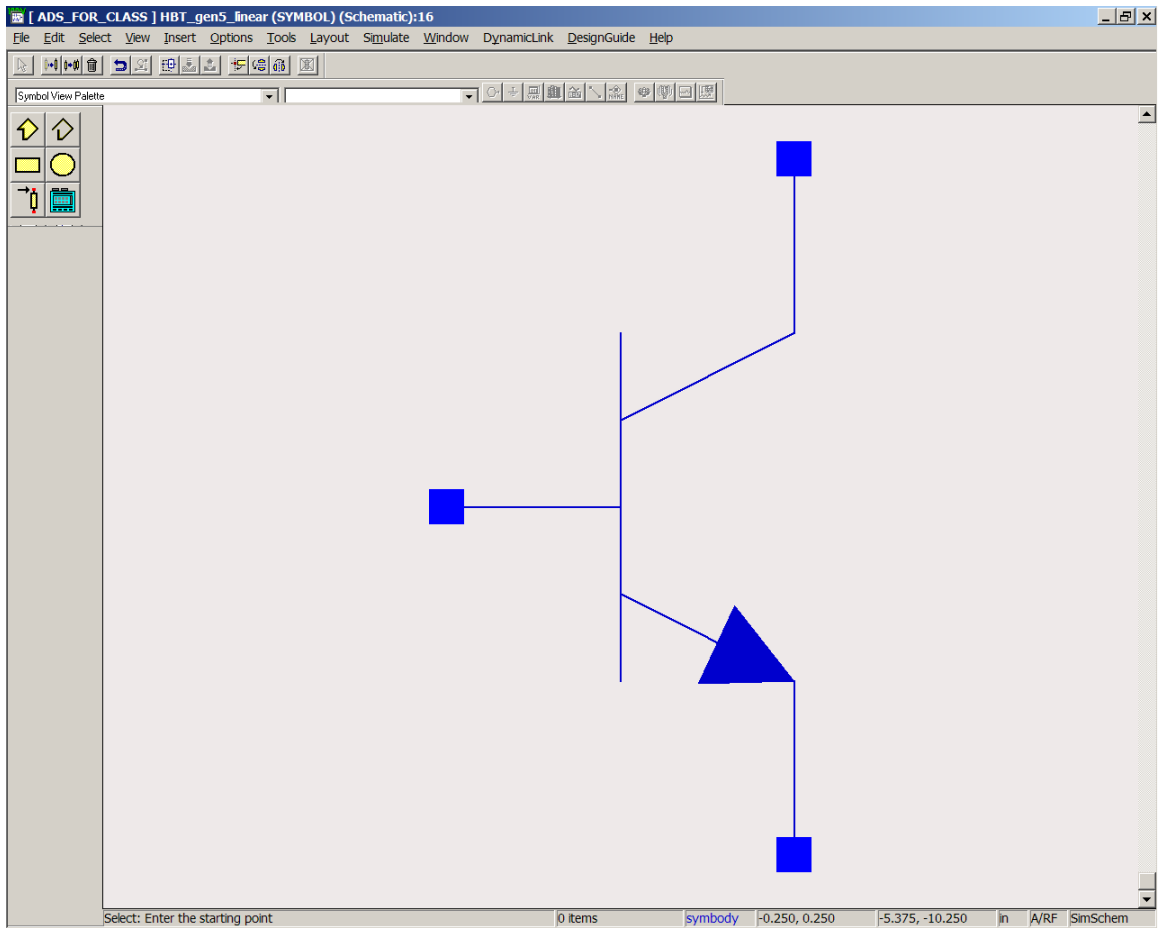 [ ADS_FOR_CLASS ] HBT_gen5_linear (SYMBOL) (Schematic):16
File Edit Select View Insert Options Tools Layout Simulate Window DynamicLink DesignGuide Help
Symbol View Palette
VAR NAME
Select: Enter the starting point 0 items symbody -0.250, 0.250 -5.375, -10.250 in A/RF SimSchem